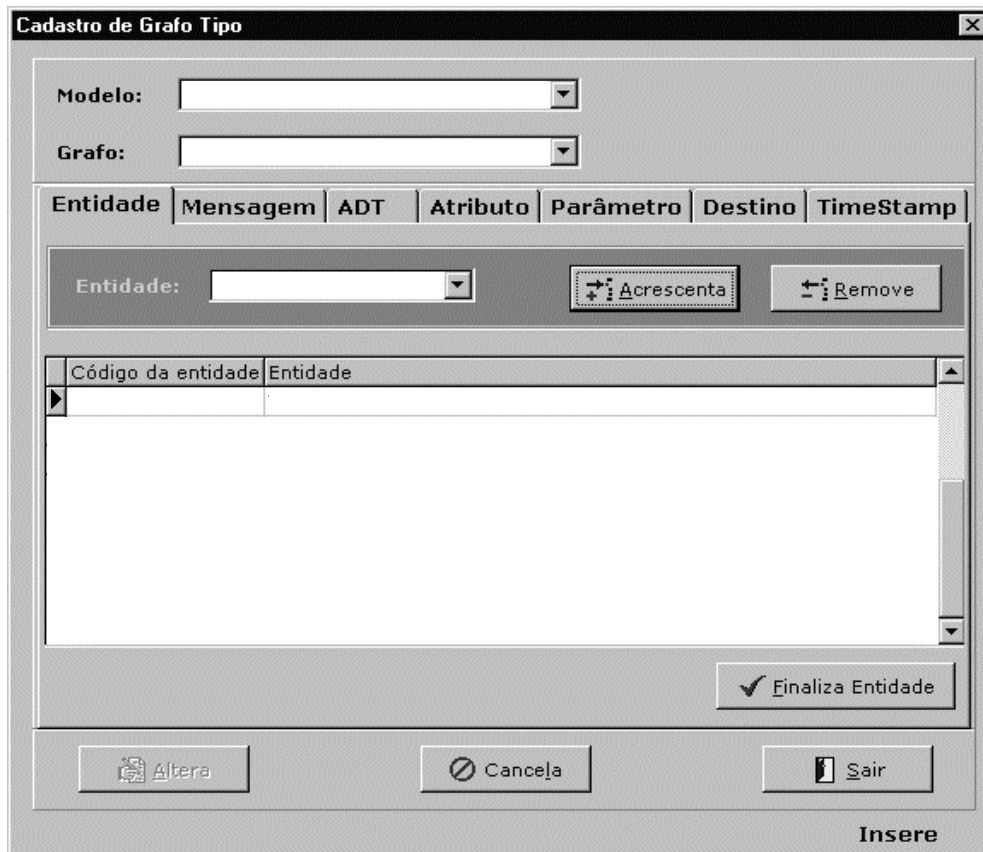 Cadastro de Grafo Tipo
Modelo:
Grafo:
Entidade Mensagem ADT Atributo Parâmetro Destino TimeStamp
Entidade: Acrescenta Remove
Código da entidade Entidade
Finaliza Entidade
Altera Cancela Sair
Insere